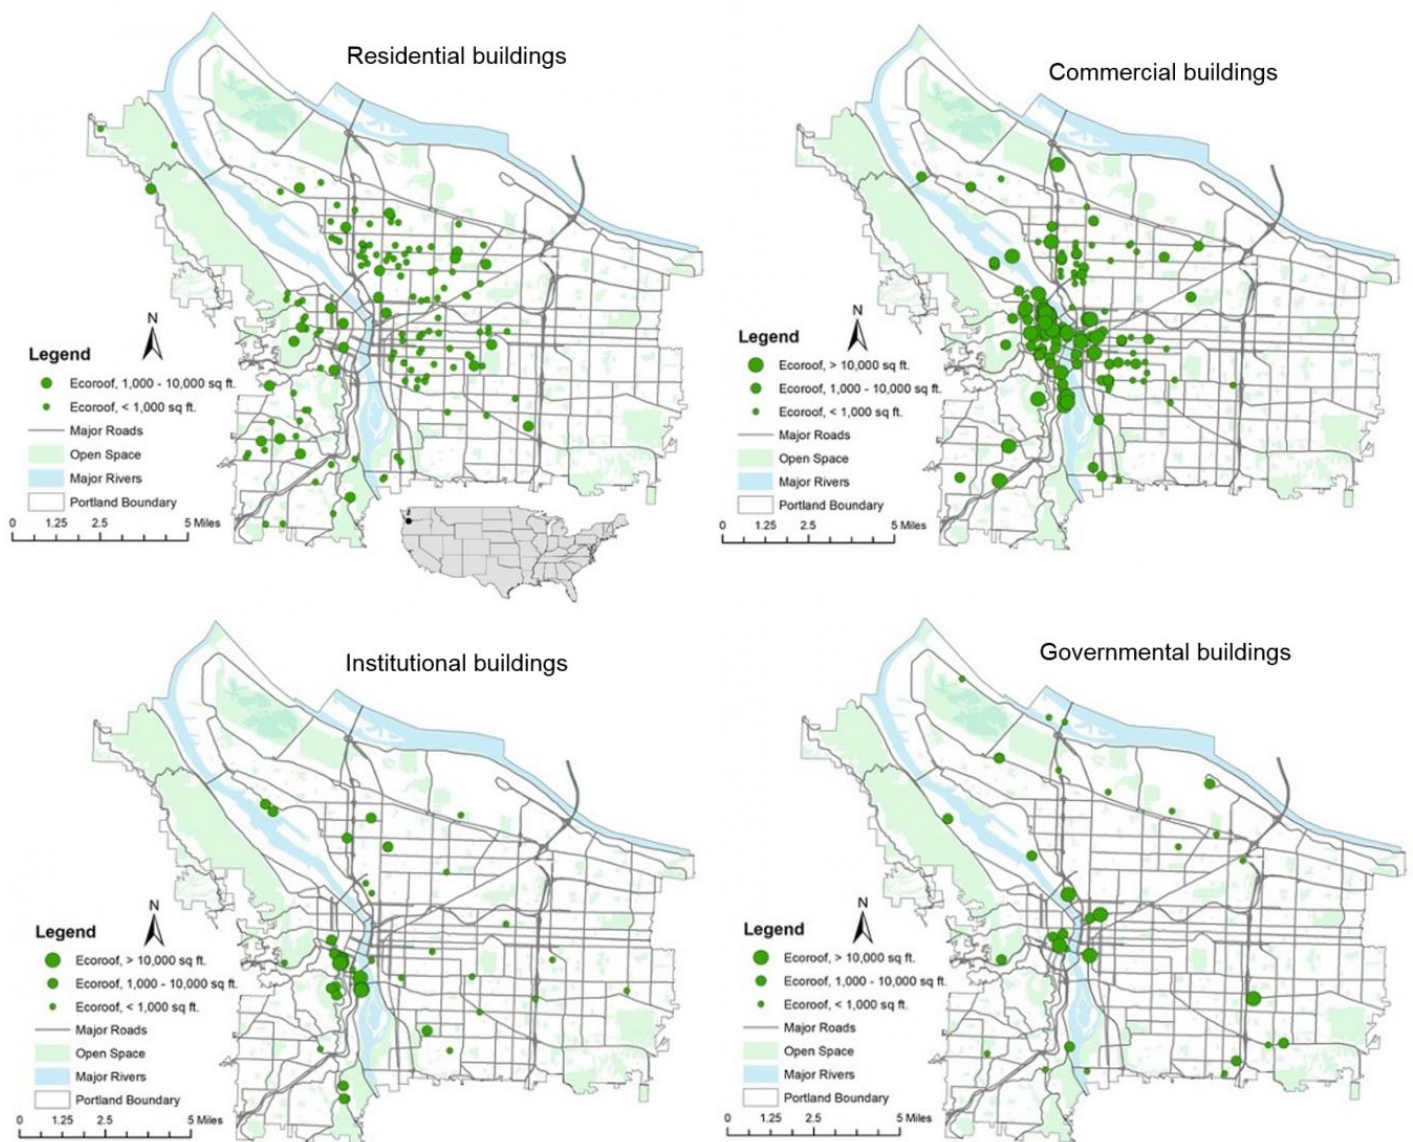 Residential buildings
N
Legend
Ecoroof, 1,000 - 10,000 sq ft.
Ecoroof, < 1,000 sq ft.
Major Roads
Open Space
Major Rivers
Portland Boundary
0 1.25 2.5 5 Miles
Commercial buildings
N
Legend
Ecoroof, > 10,000 sq ft.
Ecoroof, 1,000 - 10,000 sq ft.
Ecoroof, < 1,000 sq ft.
Major Roads
Open Space
Major Rivers
Portland Boundary
0 1.25 2.5 5 Miles
Institutional buildings
N
Legend
Ecoroof, > 10,000 sq ft.
Ecoroof, 1,000 - 10,000 sq ft.
Ecoroof, < 1,000 sq ft.
Major Roads
Open Space
Major Rivers
Portland Boundary
0 1.25 2.5 5 Miles
Governmental buildings
N
Legend
Ecoroof, > 10,000 sq ft.
Ecoroof, 1,000 - 10,000 sq ft.
Ecoroof, < 1,000 sq ft.
Major Roads
Open Space
Major Rivers
Portland Boundary
0 1.25 2.5 5 Miles